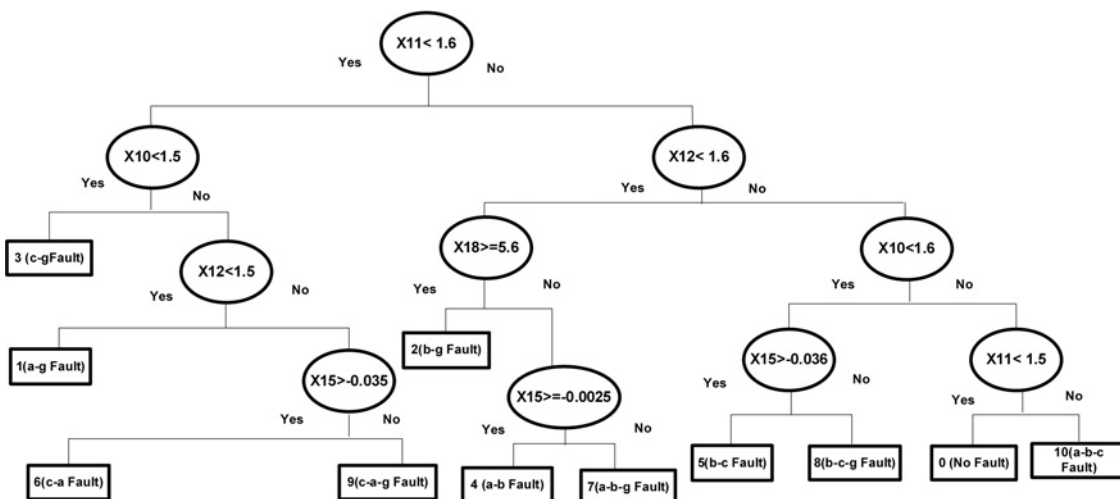 X11< 1.6
Yes
No
X10<1.5
X12< 1.6
Yes
No
Yes
No
3 (c-gFault)
X12<1.5
X18>=5.6
X10<1.6
Yes
No
Yes
No
Yes
No
1(a-g Fault)
2(b-g Fault)
X15>-0.035
X15>=-0.0025
X15>-0.036
X11< 1.5
Yes
No
Yes
No
Yes
No
Yes
No
6(c-a Fault)
9(c-a-g Fault)
4 (a-b Fault)
7(a-b-g Fault)
5(b-c Fault)
8(b-c-g Fault)
0 (No Fault)
10(a-b-c
Fault)